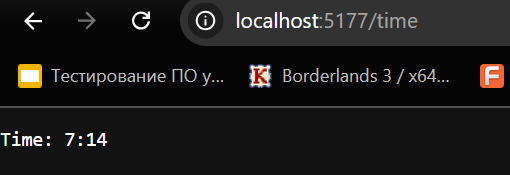 localhost:5177/time
Тестирование ПО у...
K
Borderlands 3 / x64...
F
Time: 7:14